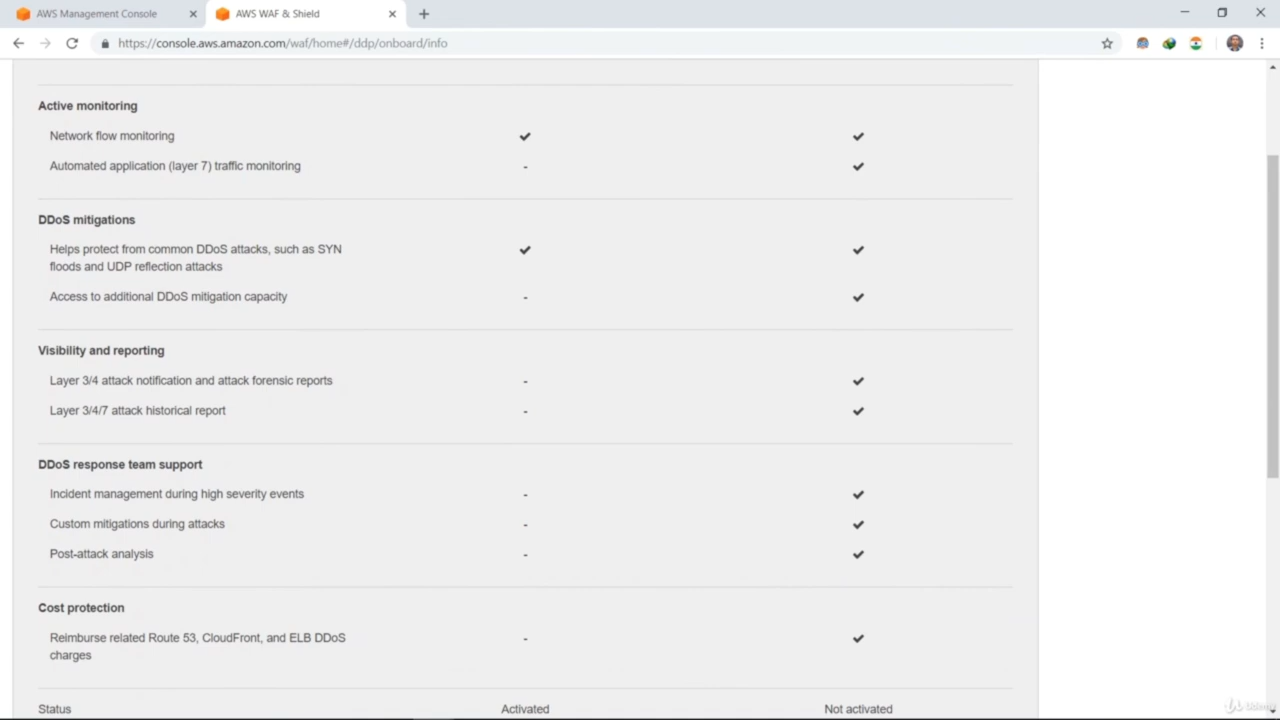 AWS Management Console
AWS WAF & Shield
https://console.aws.amazon.com/waf/home#/ddp/onboard/info
Active monitoring
Network flow monitoring ✔ ✔
Automated application (layer 7) traffic monitoring - ✔
DDoS mitigations
Helps protect from common DDoS attacks, such as SYN ✔ ✔
floods and UDP reflection attacks
Access to additional DDoS mitigation capacity - ✔
Visibility and reporting
Layer 3/4 attack notification and attack forensic reports - ✔
Layer 3/4/7 attack historical report - ✔
DDoS response team support
Incident management during high severity events - ✔
Custom mitigations during attacks - ✔
Post-attack analysis - ✔
Cost protection
Reimburse related Route 53, CloudFront, and ELB DDoS - ✔
charges
Status Activated Not activated
Udemy